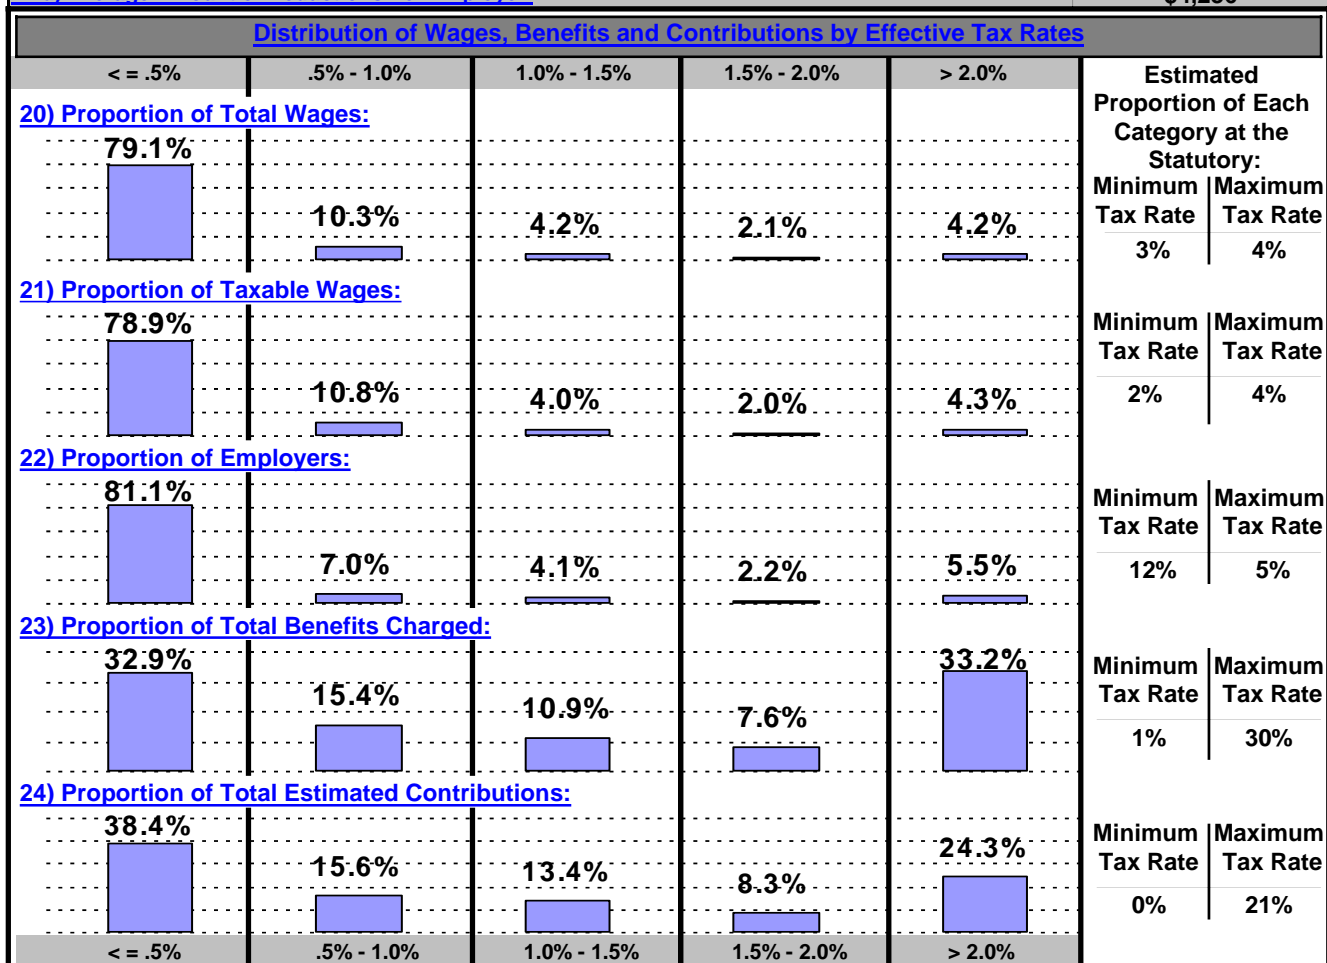 Distribution of Wages, Benefits and Contributions by Effective Tax Rates
< = .5% .5% - 1.0% 1.0% - 1.5% 1.5% - 2.0% > 2.0%
Estimated
Proportion of Each
Category at the
Statutory:
20) Proportion of Total Wages:
79.1% 10.3% 4.2% 2.1% 4.2%
Minimum Maximum
Tax Rate Tax Rate
3% 4%
21) Proportion of Taxable Wages:
78.9% 10.8% 4.0% 2.0% 4.3%
Minimum Maximum
Tax Rate Tax Rate
2% 4%
22) Proportion of Employers:
81.1% 7.0% 4.1% 2.2% 5.5%
Minimum Maximum
Tax Rate Tax Rate
12% 5%
23) Proportion of Total Benefits Charged:
32.9% 15.4% 10.9% 7.6% 33.2%
Minimum Maximum
Tax Rate Tax Rate
1% 30%
24) Proportion of Total Estimated Contributions:
38.4% 15.6% 13.4% 8.3% 24.3%
Minimum Maximum
Tax Rate Tax Rate
0% 21%
< = .5% .5% - 1.0% 1.0% - 1.5% 1.5% - 2.0% > 2.0%